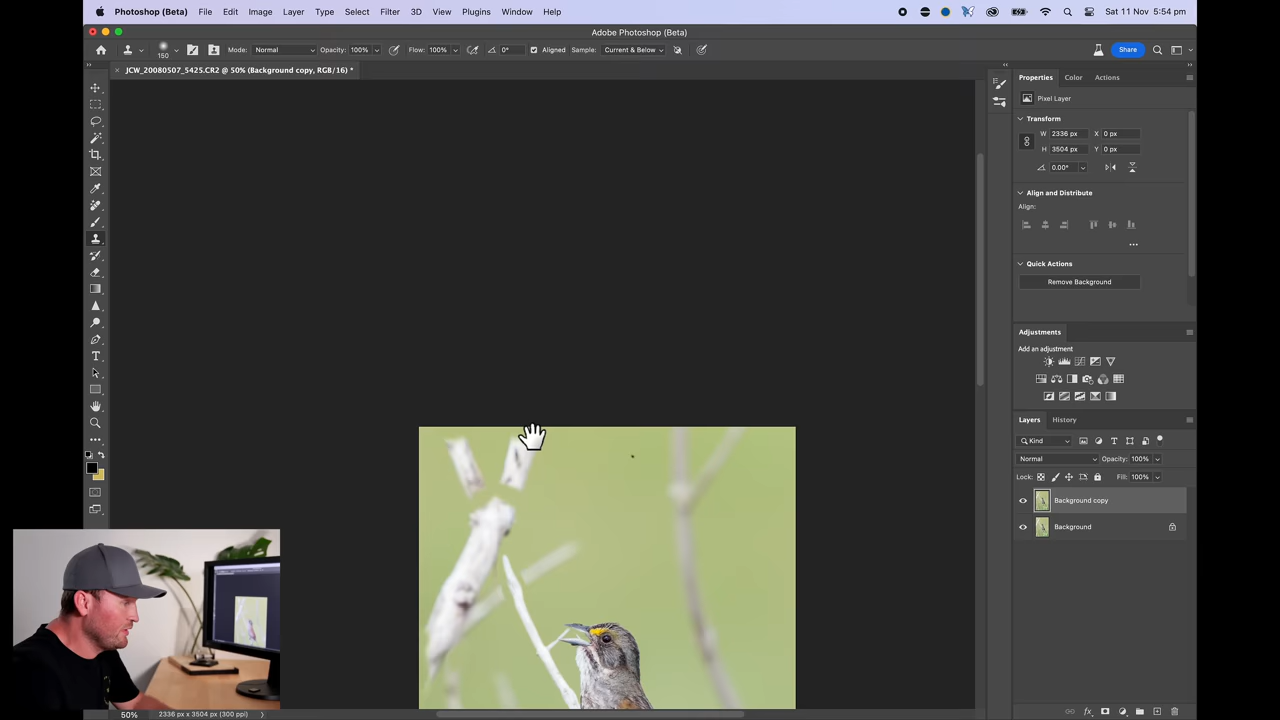 Photoshop (Beta) File Edit Image Layer Type Select Filter 3D View Plugins Window Help Sat 11 Nov 5:54 pm
Adobe Photoshop (Beta)
150 Mode: Normal Opacity: 100% Flow: 100% 0° Aligned Sample: Current & Below Share
JCW_20080507_5425.CR2 @ 50% (Background copy, RGB/16) *
Properties Color Actions
Pixel Layer
Transform
W 2336 px X 0 px
H 3504 px Y 0 px
0.00°
Align and Distribute
Align:
Quick Actions
Remove Background
Adjustments
Add an adjustment
Layers History
Kind
Normal Opacity: 100%
Lock: Fill: 100%
Background copy
Background
50% 2336 px x 3504 px (300 ppi)